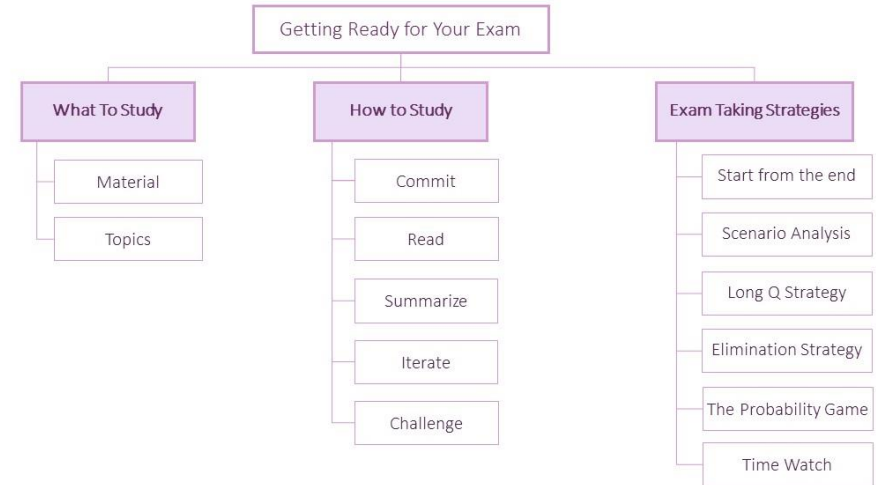 Getting Ready for Your Exam
What To Study
Material
Topics
How to Study
Commit
Read
Summarize
Iterate
Challenge
Exam Taking Strategies
Start from the end
Scenario Analysis
Long Q Strategy
Elimination Strategy
The Probability Game
Time Watch